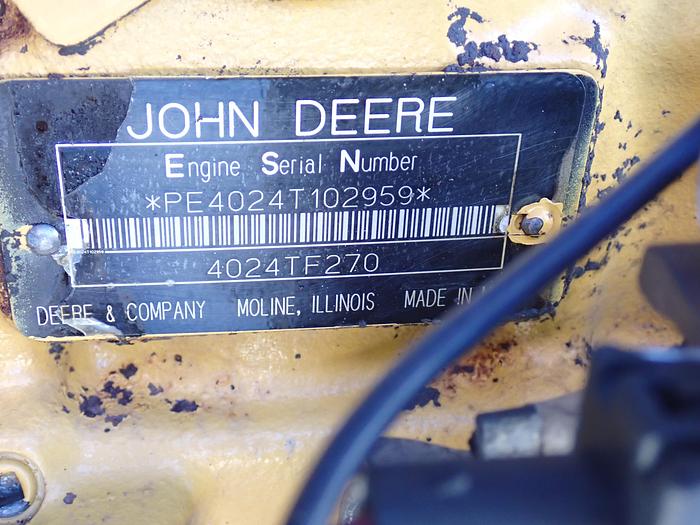 JOHN DEERE
Engine Serial Number
*PE4024T102959*
4024TF270
DEERE & COMPANY MOLINE, ILLINOIS MADE IN